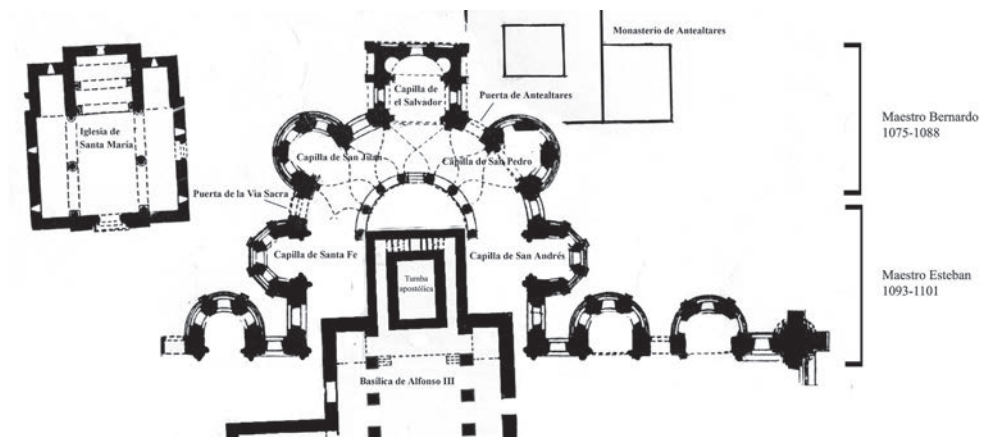 Monasterio de Antealtares
Capilla de
el Salvador
Puerta de Antealtares
Iglesia de
Santa María
Capilla de San Juan
Capilla de San Pedro
Puerta de la Via Sacra
Capilla de Santa Fe
Capilla de San Andrés
Tumba
apostólica
Basílica de Alfonso III
Maestro Bernardo
1075-1088
Maestro Esteban
1093-1101